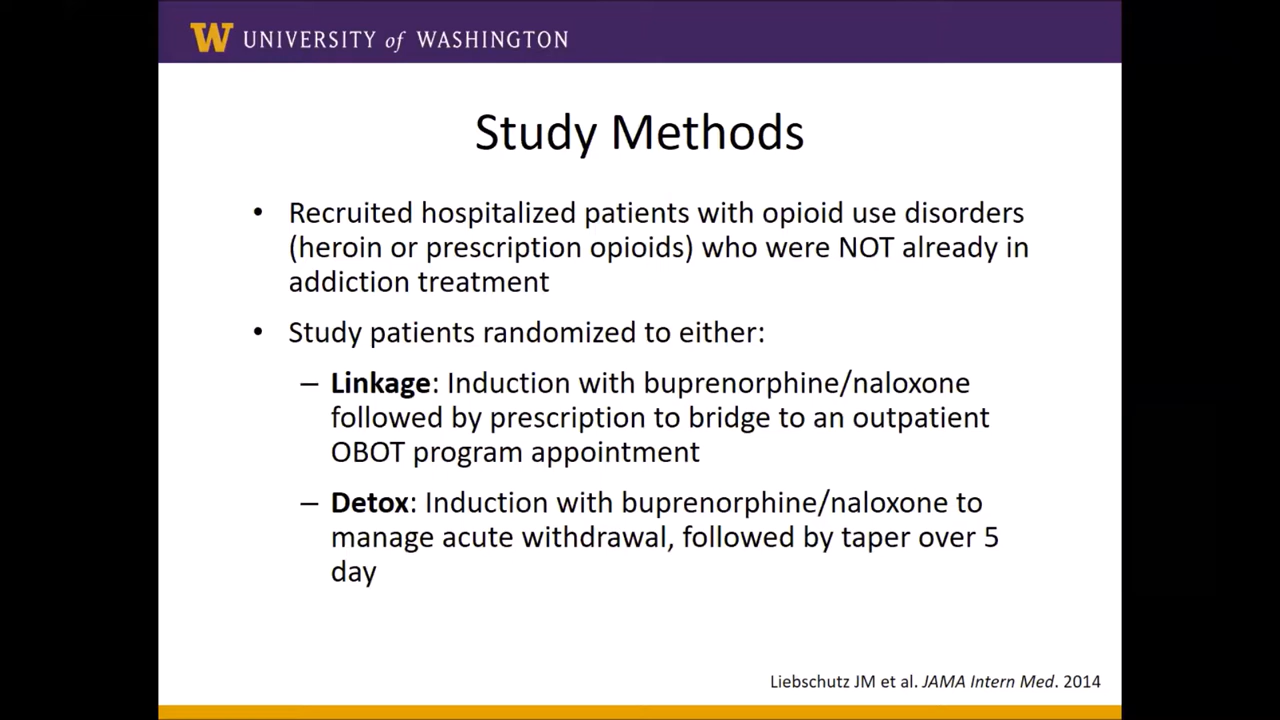 W UNIVERSITY of WASHINGTON
Study Methods
• Recruited hospitalized patients with opioid use disorders
(heroin or prescription opioids) who were NOT already in
addiction treatment
• Study patients randomized to either:
– Linkage: Induction with buprenorphine/naloxone
followed by prescription to bridge to an outpatient
OBOT program appointment
– Detox: Induction with buprenorphine/naloxone to
manage acute withdrawal, followed by taper over 5
day
Liebschutz JM et al. JAMA Intern Med. 2014